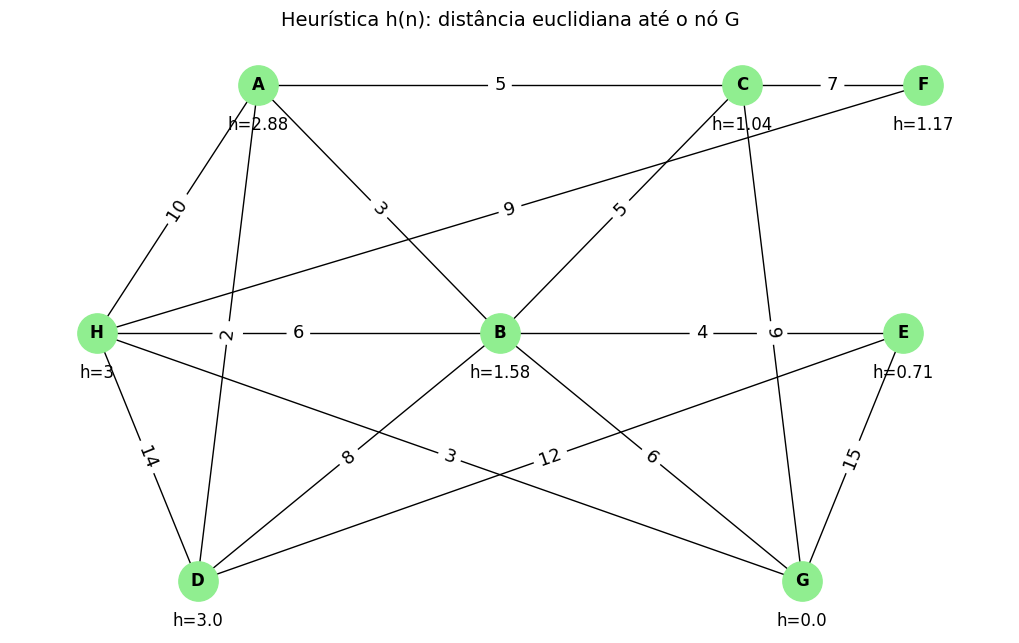 Heurística h(n): distância euclidiana até o nó G
A
5
C
7
F
h=2.88
h=1.04
h=1.17
10
3
9
5
H
2
6
B
4
9
E
h=3
h=1.58
h=0.71
14
8
3
12
6
15
D
G
h=3.0
h=0.0